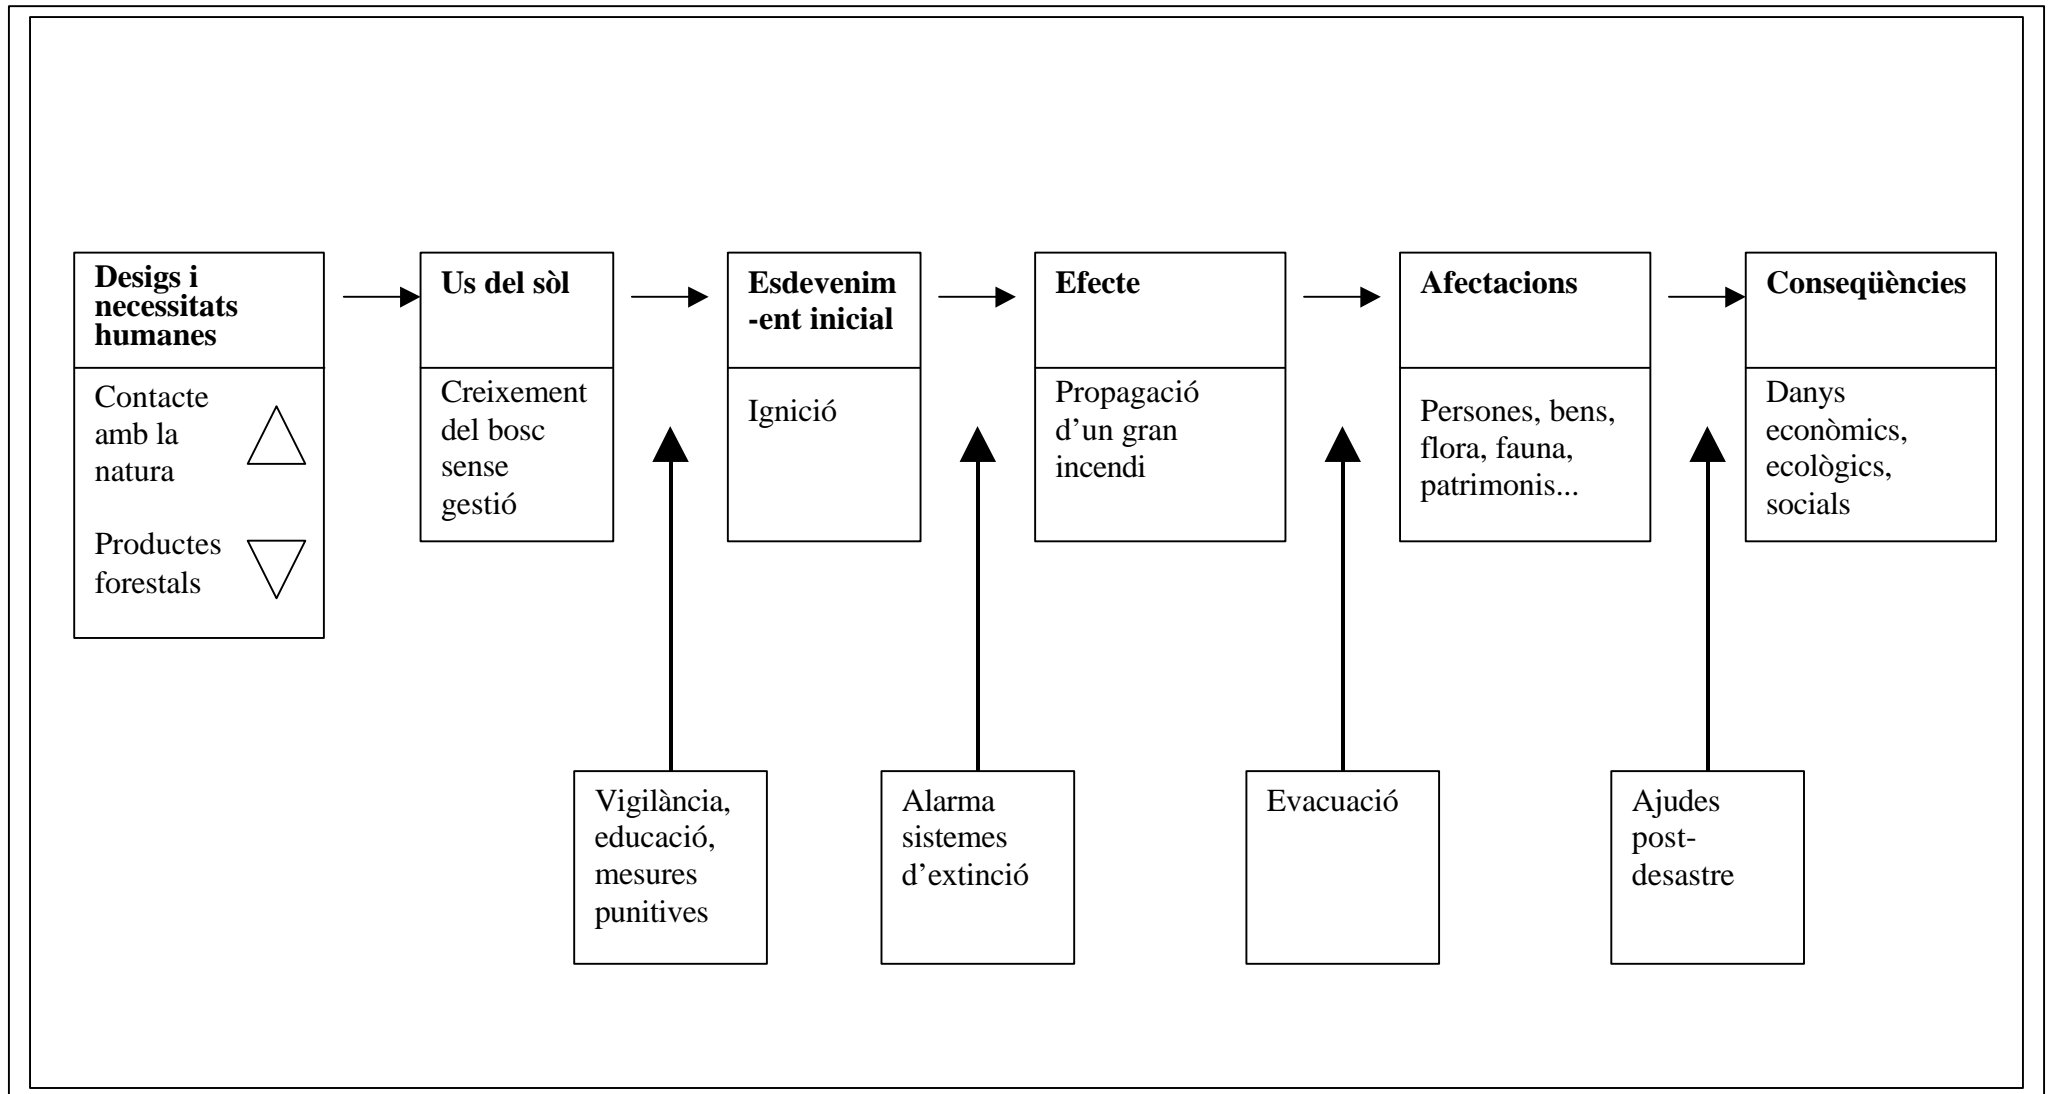 Desigs i
necessitats
humanes
Contacte
amb la
natura
Productes
forestals
Us del sòl
Creixement
del bosc
sense
gestió
Esdevenim
-ent inicial
Ignició
Efecte
Propagació
d’un gran
incendi
Afectacions
Persones, bens,
flora, fauna,
patrimonis...
Conseqüències
Danys
econòmics,
ecològics,
socials
Vigilància,
educació,
mesures
punitives
Alarma
sistemes
d’extinció
Evacuació
Ajudes
post-
desastre